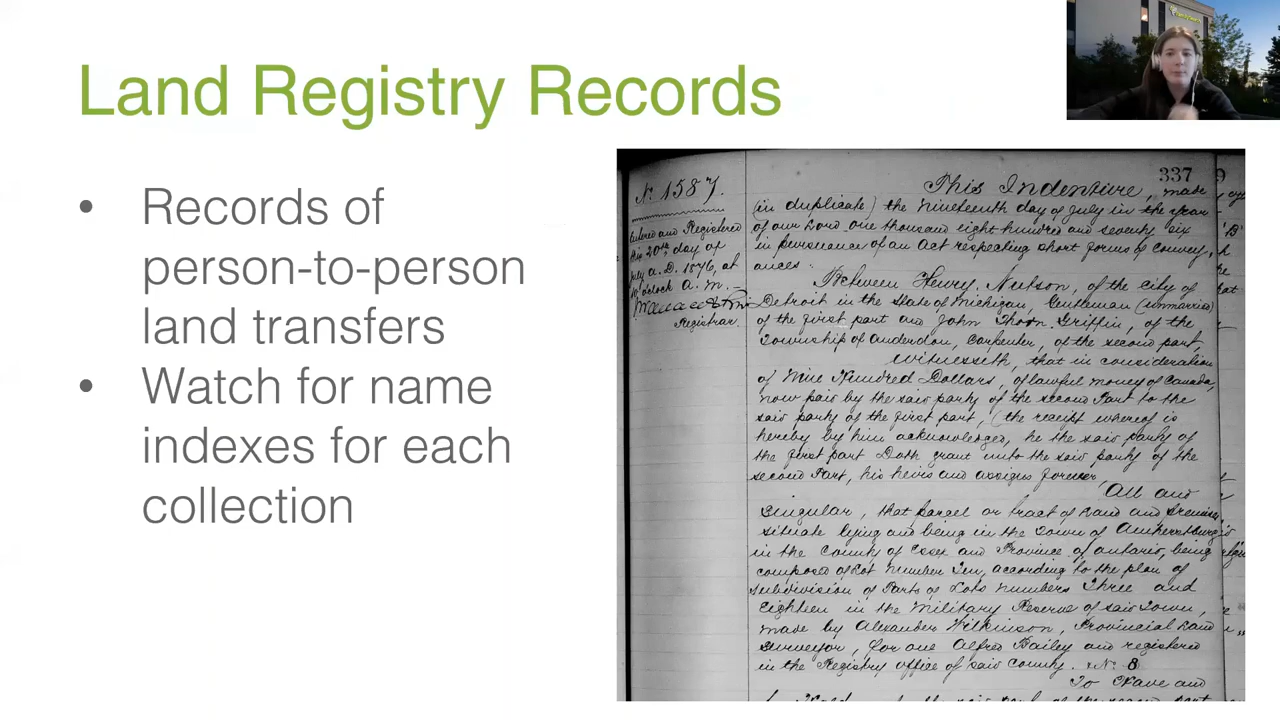 Land Registry Records
• Records of
person-to-person
land transfers
• Watch for name
indexes for each
collection
No. 1587.
Entered and Registered
this 20th day of
July A.D. 1876, at
o'clock A.M.
Registrar.
337
This Indenture, made
(in duplicate) the nineteenth day of July in the year
of our Lord one thousand eight hundred and seventy six
in pursuance of an Act respecting short forms of convey,
ances:
Between Henry, of the city of
Detroit in the State of Michigan, Gentleman (unmarried)
of the first part and John Thorn Griffin, of the
Township of Anderdon, Carpenter, of the second part,
Witnesseth, that in consideration
of Nine Hundred Dollars, of lawful money of Canada,
now paid by the said party of the second Part to the
said party of the first part, (the receipt whereof is
hereby by him acknowledged, he the said party of
the first part Doth grant unto the said party of the
second Part, his heirs and assigns forever,
All and
Singular, that parcel or tract of Land and Premises
situate lying and being in the Town of Amherstburg
in the County of Essex and Province of Ontario, being
composed of Lot Number Ten, according to the plan of
subdivision of Parts of Lots numbers Three and
Eighteen in the Military Reserve of said Town,
made by Alexander Wilkinson, Provincial Land
Surveyor, for one Alfred Bailey and registered
in the Registry office of said County. No. 8
To Have and